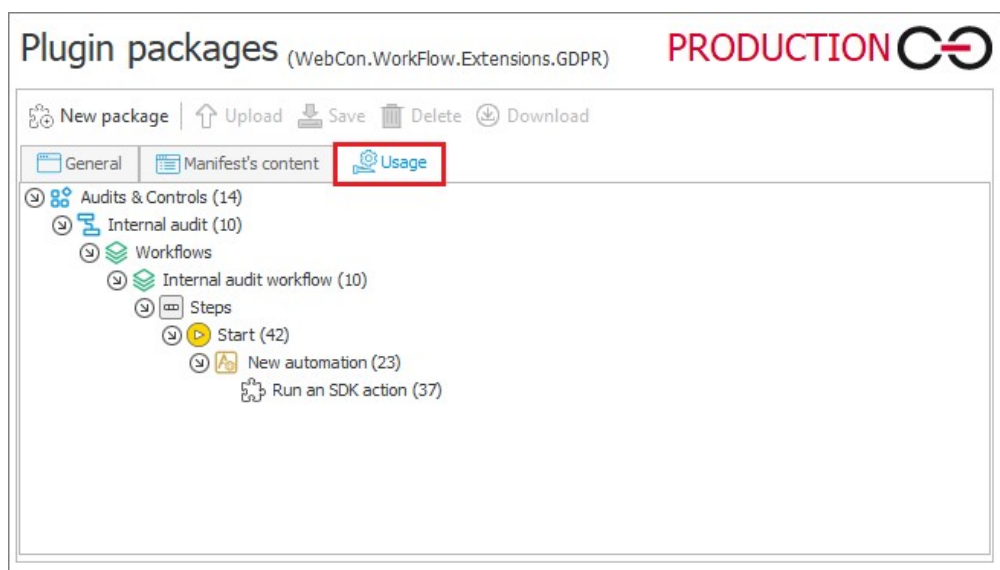 Plugin packages (WebCon.WorkFlow.Extensions.GDPR) PRODUCTION
New package Upload Save Delete Download
General Manifest's content Usage
Audits & Controls (14)
Internal audit (10)
Workflows
Internal audit workflow (10)
Steps
Start (42)
New automation (23)
Run an SDK action (37)